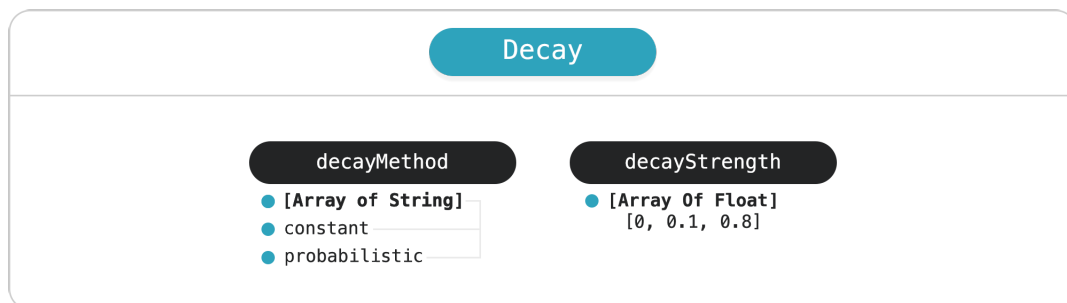 Decay
decayMethod
[Array of String]
constant
probabilistic
decayStrength
[Array Of Float]
[0, 0.1, 0.8]